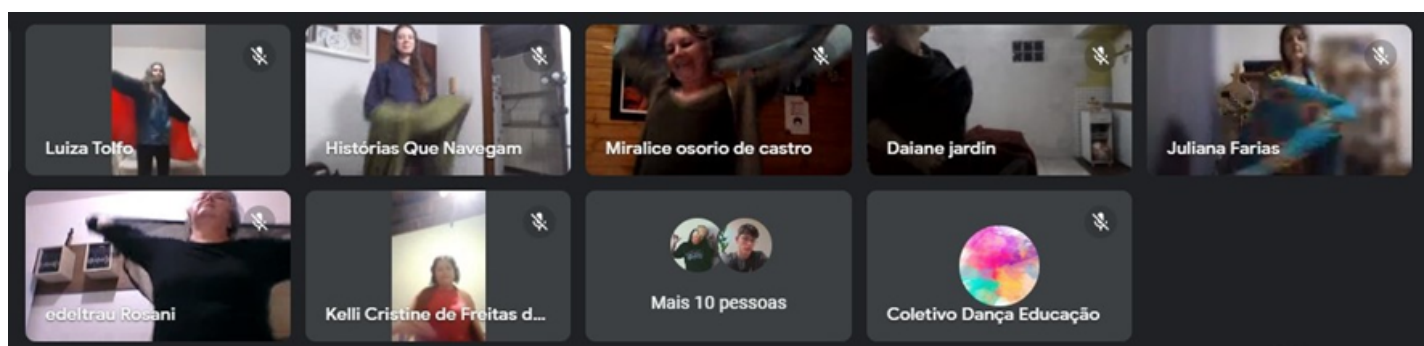 Luiza Tolfo
Histórias Que Navegam
Miralice osorio de castro
Daiane jardin
Juliana Farias
edeltrau Rosani
Kelli Cristine de Freitas d...
Mais 10 pessoas
Coletivo Dança Educação